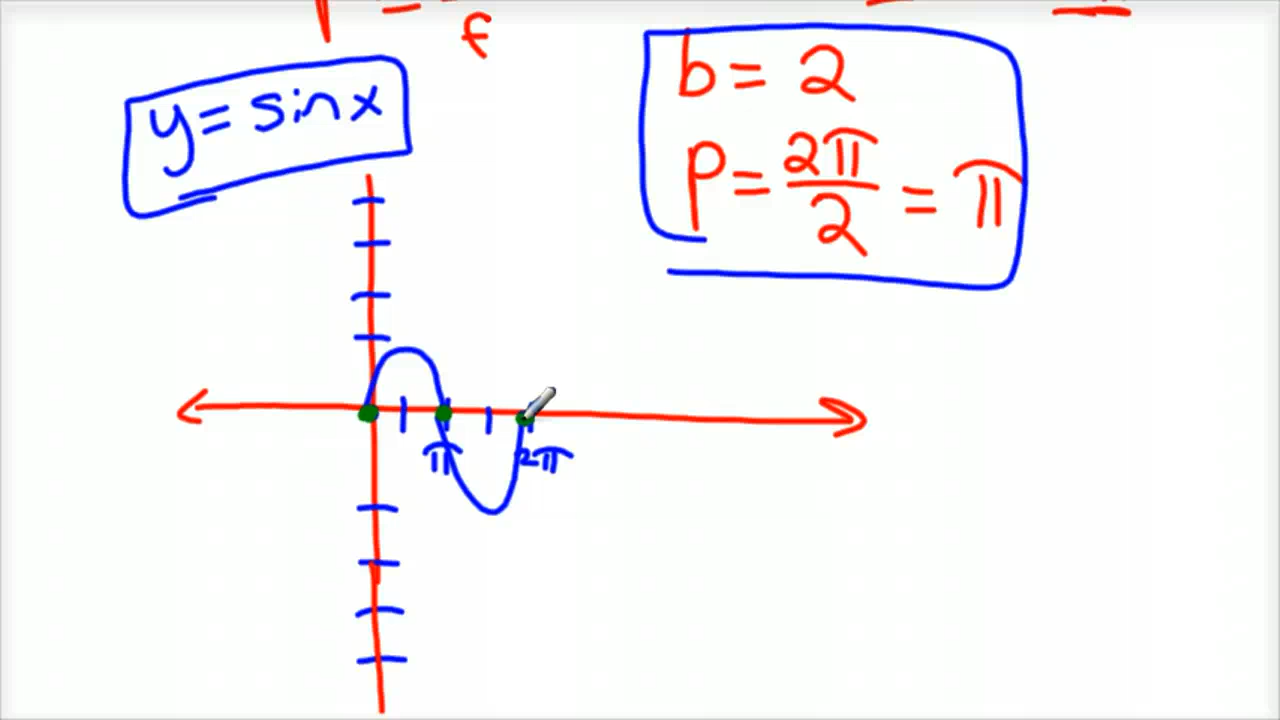 f
y = sin x
b = 2
p = 2π/2 = π
π 2π